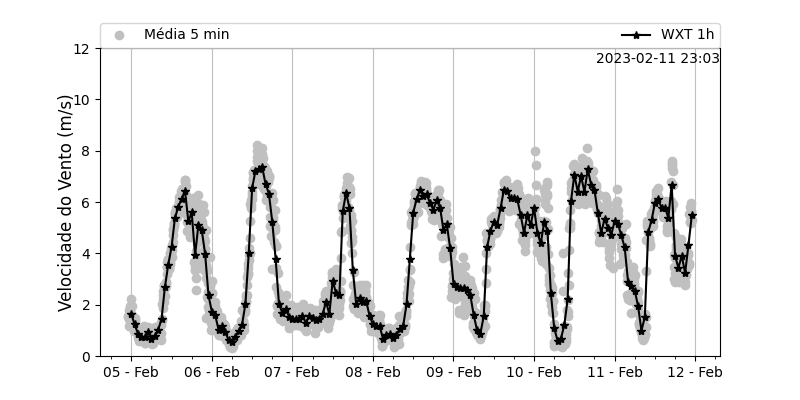 Média 5 min WXT 1h
2023-02-11 23:03
Velocidade do Vento (m/s)
12
10
8
6
4
2
0
05 - Feb 06 - Feb 07 - Feb 08 - Feb 09 - Feb 10 - Feb 11 - Feb 12 - Feb